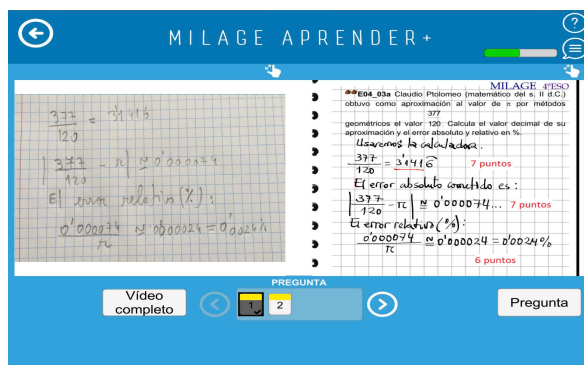 MILAGE APRENDER+
?
377/120 = 3'1416
|377/120 - π| ≅ 0'000074
El error relativo (%):
0'000074/π ≅ 0'000024 = 0'0024%
MILAGE 4ºESO
E04_03a Claudio Ptolomeo (matemático del s. II d.C.)
obtuvo como aproximación al valor de π por métodos
geométricos el valor 377/120. Calcula el valor decimal de su
aproximación y el error absoluto y relativo en %.
Usaremos la calculadora.
377/120 = 3'1416 7 puntos
El error absoluto cometido es:
|377/120 - π| ≅ 0'000074... 7 puntos
El error relativo (%):
0'000074/π ≅ 0'000024 = 0'0024%
6 puntos
PREGUNTA
Vídeo
completo
1
2
Pregunta